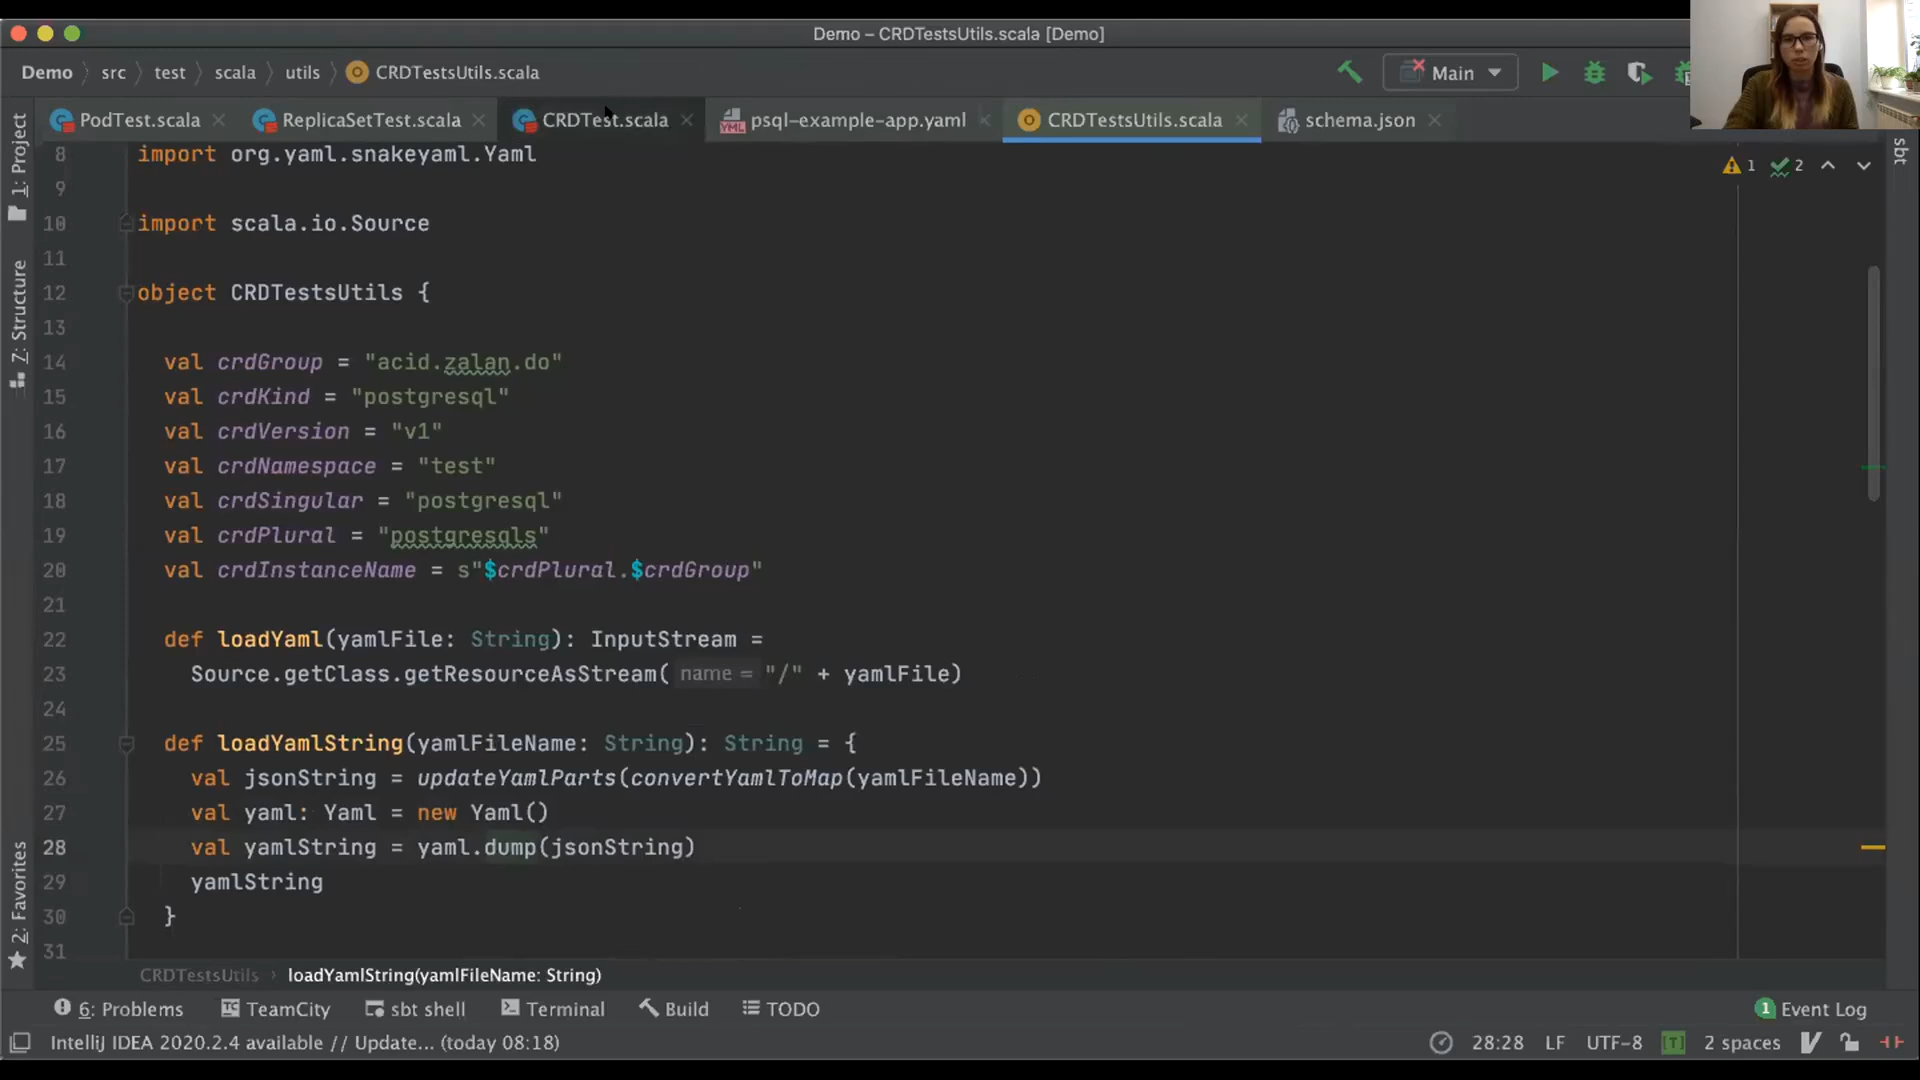 Demo – CRDTestsUtils.scala [Demo]
Demo src test scala utils CRDTestsUtils.scala Main
PodTest.scala ReplicaSetTest.scala CRDTest.scala psql-example-app.yaml CRDTestsUtils.scala schema.json
1: Project
7: Structure
2: Favorites
sbt
1 2
8 import org.yaml.snakeyaml.Yaml
9
10 import scala.io.Source
11
12 object CRDTestsUtils {
13
14 val crdGroup = "acid.zalan.do"
15 val crdKind = "postgresql"
16 val crdVersion = "v1"
17 val crdNamespace = "test"
18 val crdSingular = "postgresql"
19 val crdPlural = "postgresqls"
20 val crdInstanceName = s"$crdPlural.$crdGroup"
21
22 def loadYaml(yamlFile: String): InputStream =
23 Source.getClass.getResourceAsStream( name = "/" + yamlFile)
24
25 def loadYamlString(yamlFileName: String): String = {
26 val jsonString = updateYamlParts(convertYamlToMap(yamlFileName))
27 val yaml: Yaml = new Yaml()
28 val yamlString = yaml.dump(jsonString)
29 yamlString
30 }
31
CRDTestsUtils loadYamlString(yamlFileName: String)
6: Problems TeamCity sbt shell Terminal Build TODO 1 Event Log
IntelliJ IDEA 2020.2.4 available // Update... (today 08:18) 28:28 LF UTF-8 [T] 2 spaces